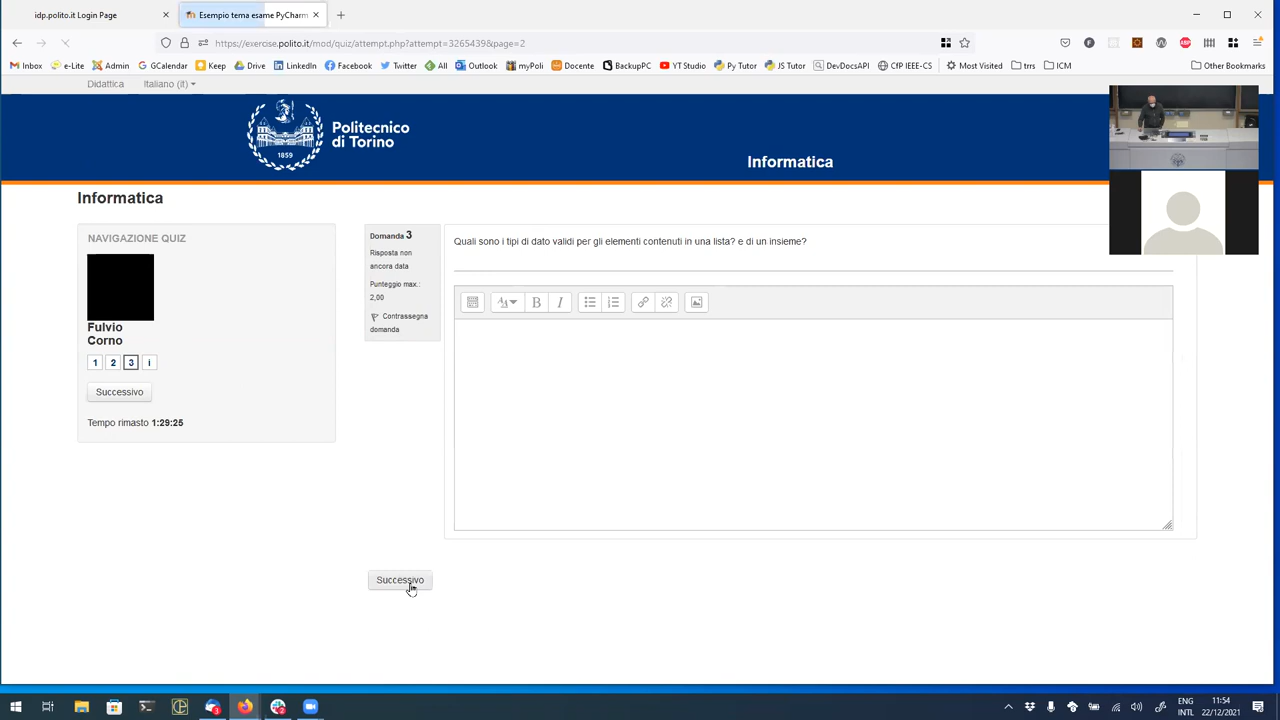 idp.polito.it Login Page
Esempio tema esame PyCharm
https://exercise.polito.it/mod/quiz/attempt.php?attempt=3265439&page=2
Inbox
e-Lite
Admin
GCalendar
Keep
Drive
LinkedIn
Facebook
Twitter
All
Outlook
myPoli
Docente
BackupPC
YT Studio
Py Tutor
JS Tutor
DevDocsAPI
CfP IEEE-CS
Most Visited
trrs
ICM
Other Bookmarks
Didattica
Italiano (it)
1859
Politecnico
di Torino
Informatica
Informatica
NAVIGAZIONE QUIZ
Fulvio
Corno
1 2 3 i
Successivo
Tempo rimasto 1:29:25
Domanda 3
Risposta non
ancora data
Punteggio max.:
2,00
Contrassegna
domanda
Quali sono i tipi di dato validi per gli elementi contenuti in una lista? e di un insieme?
B
I
Successivo
ENG
INTL
11:54
22/12/2021